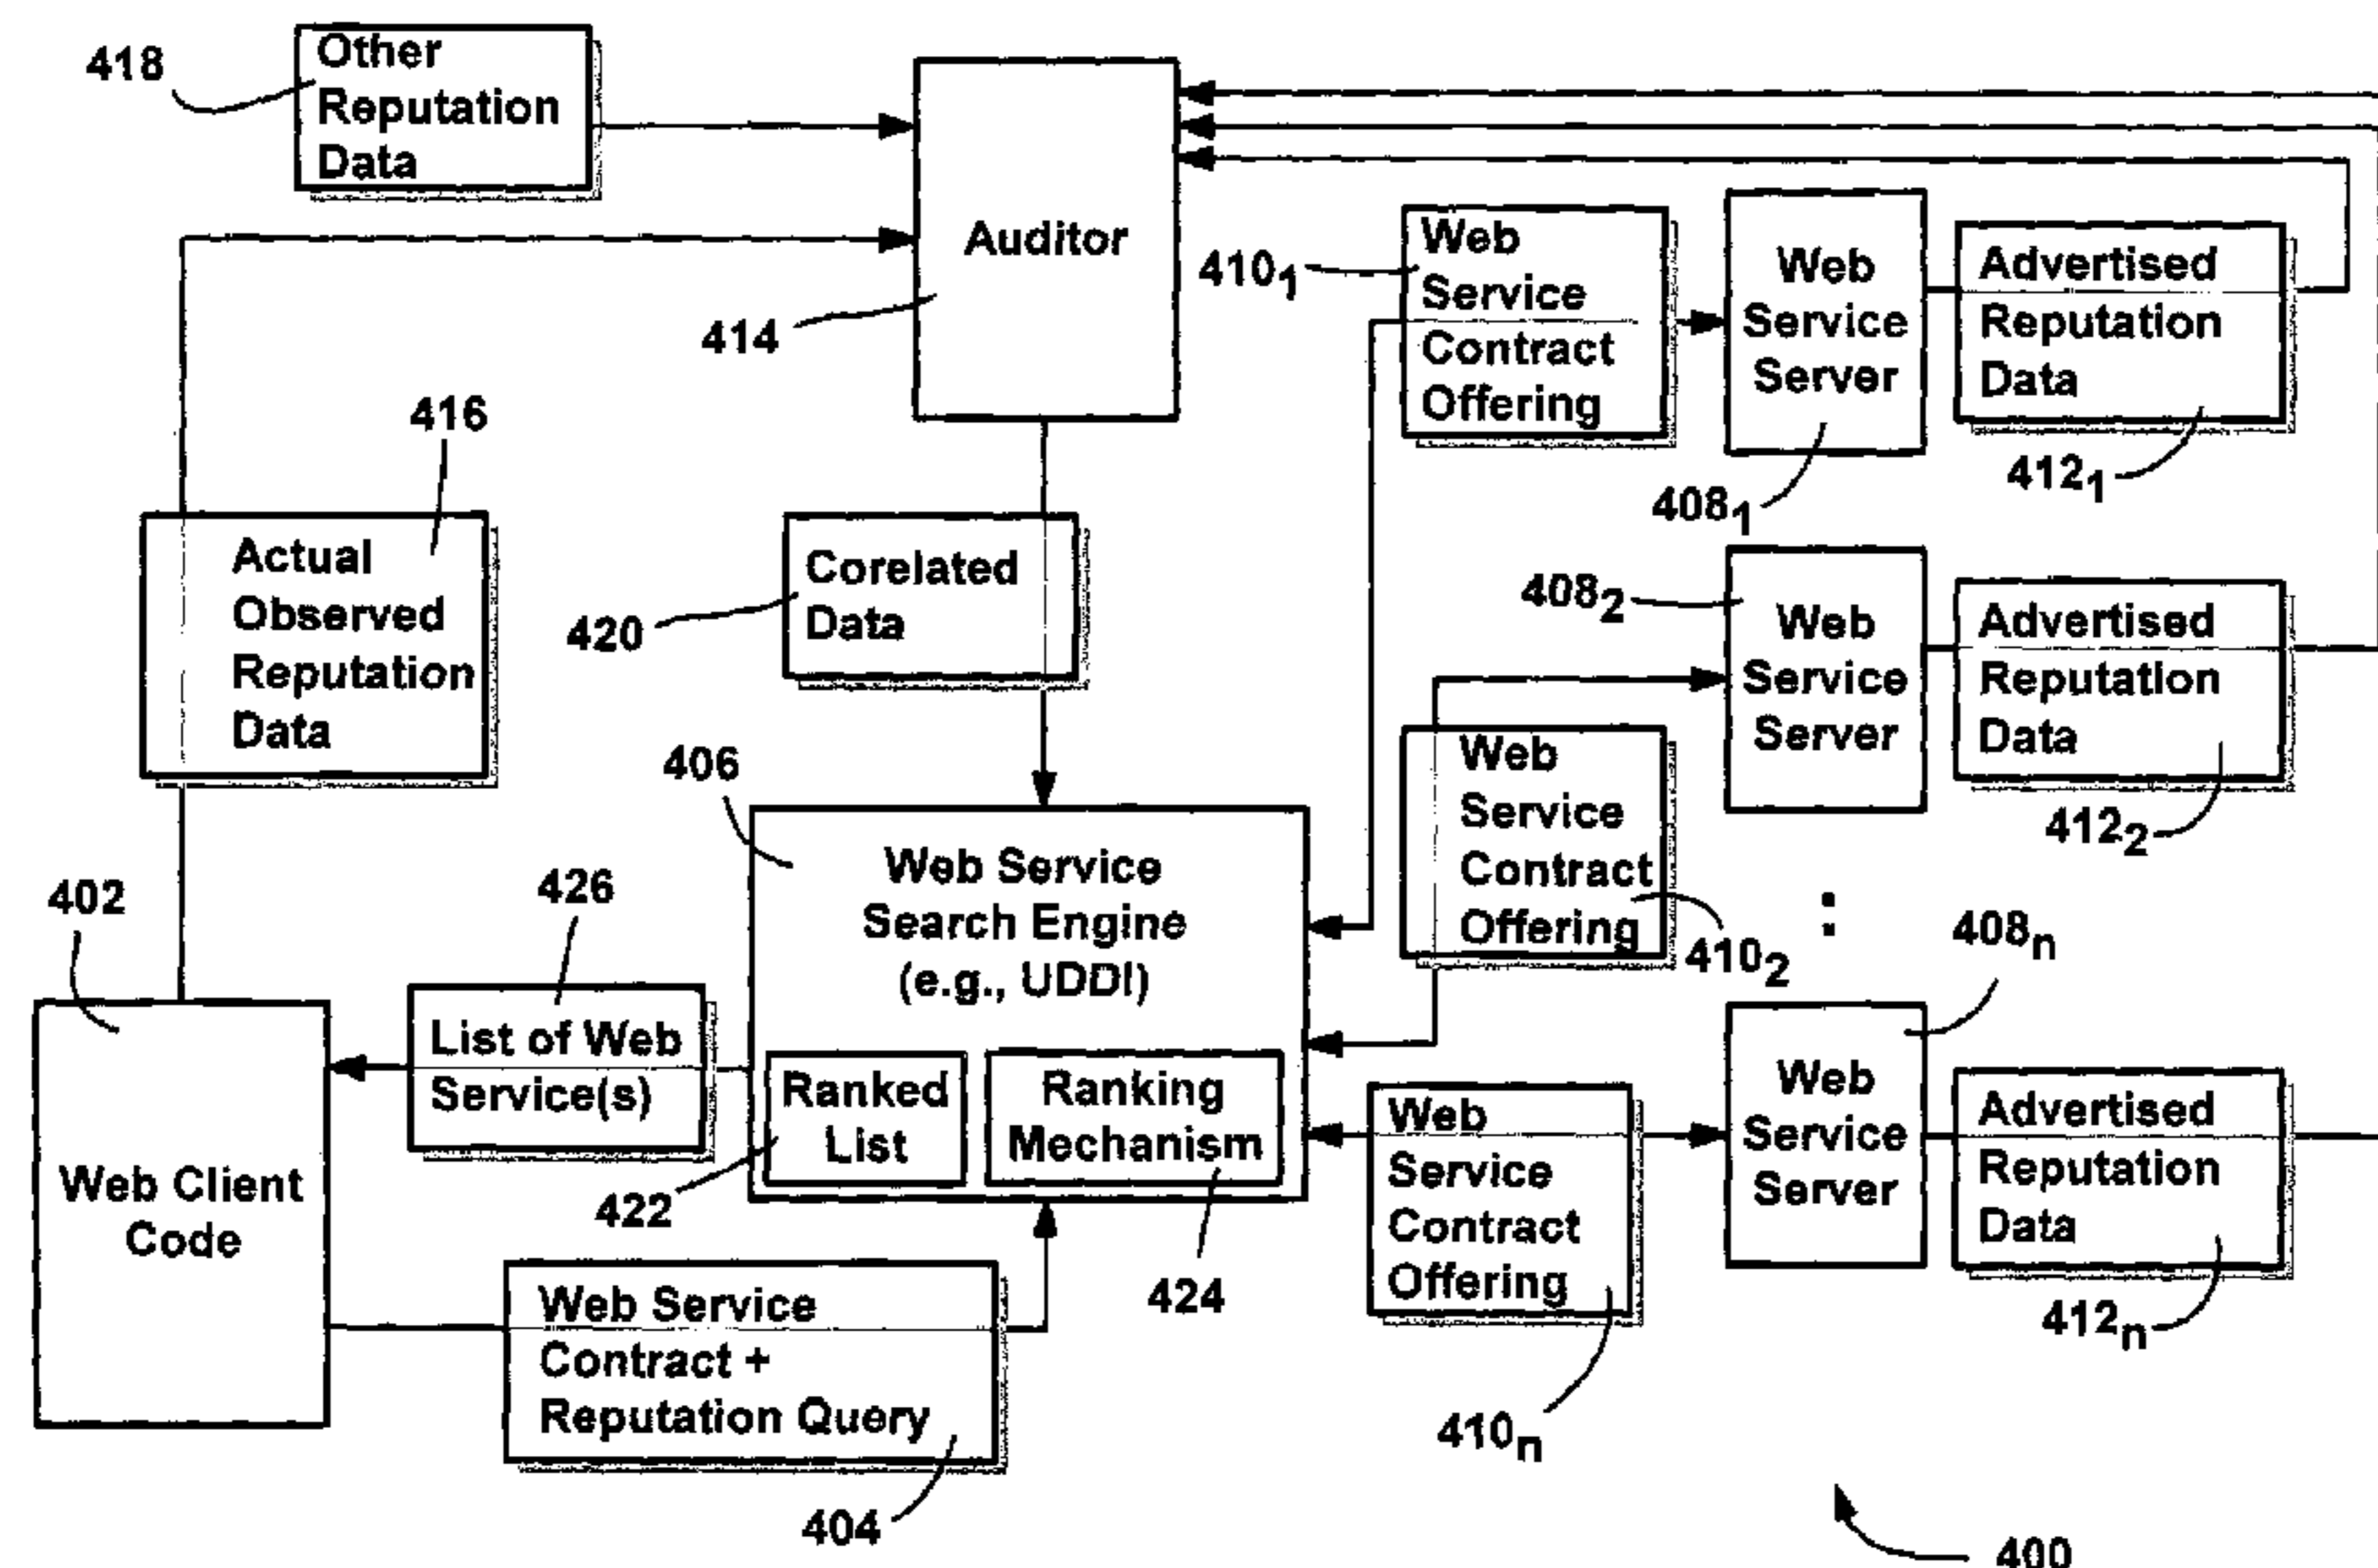 418
Other
Reputation
Data
Auditor
414
416
Actual
Observed
Reputation
Data
Corelated
Data
420
410₁
Web
Service
Contract
Offering
Web
Service
Server
408₁
Advertised
Reputation
Data
412₁
408₂
Web
Service
Server
Advertised
Reputation
Data
412₂
Web
Service
Contract
Offering
410₂
:
406
Web Service
Search Engine
(e.g., UDDI)
Ranked
List
422
Ranking
Mechanism
424
402
Web Client
Code
426
List of Web
Service(s)
Web Service
Contract +
Reputation Query
404
Web
Service
Contract
Offering
410ₙ
408ₙ
Web
Service
Server
Advertised
Reputation
Data
412ₙ
400